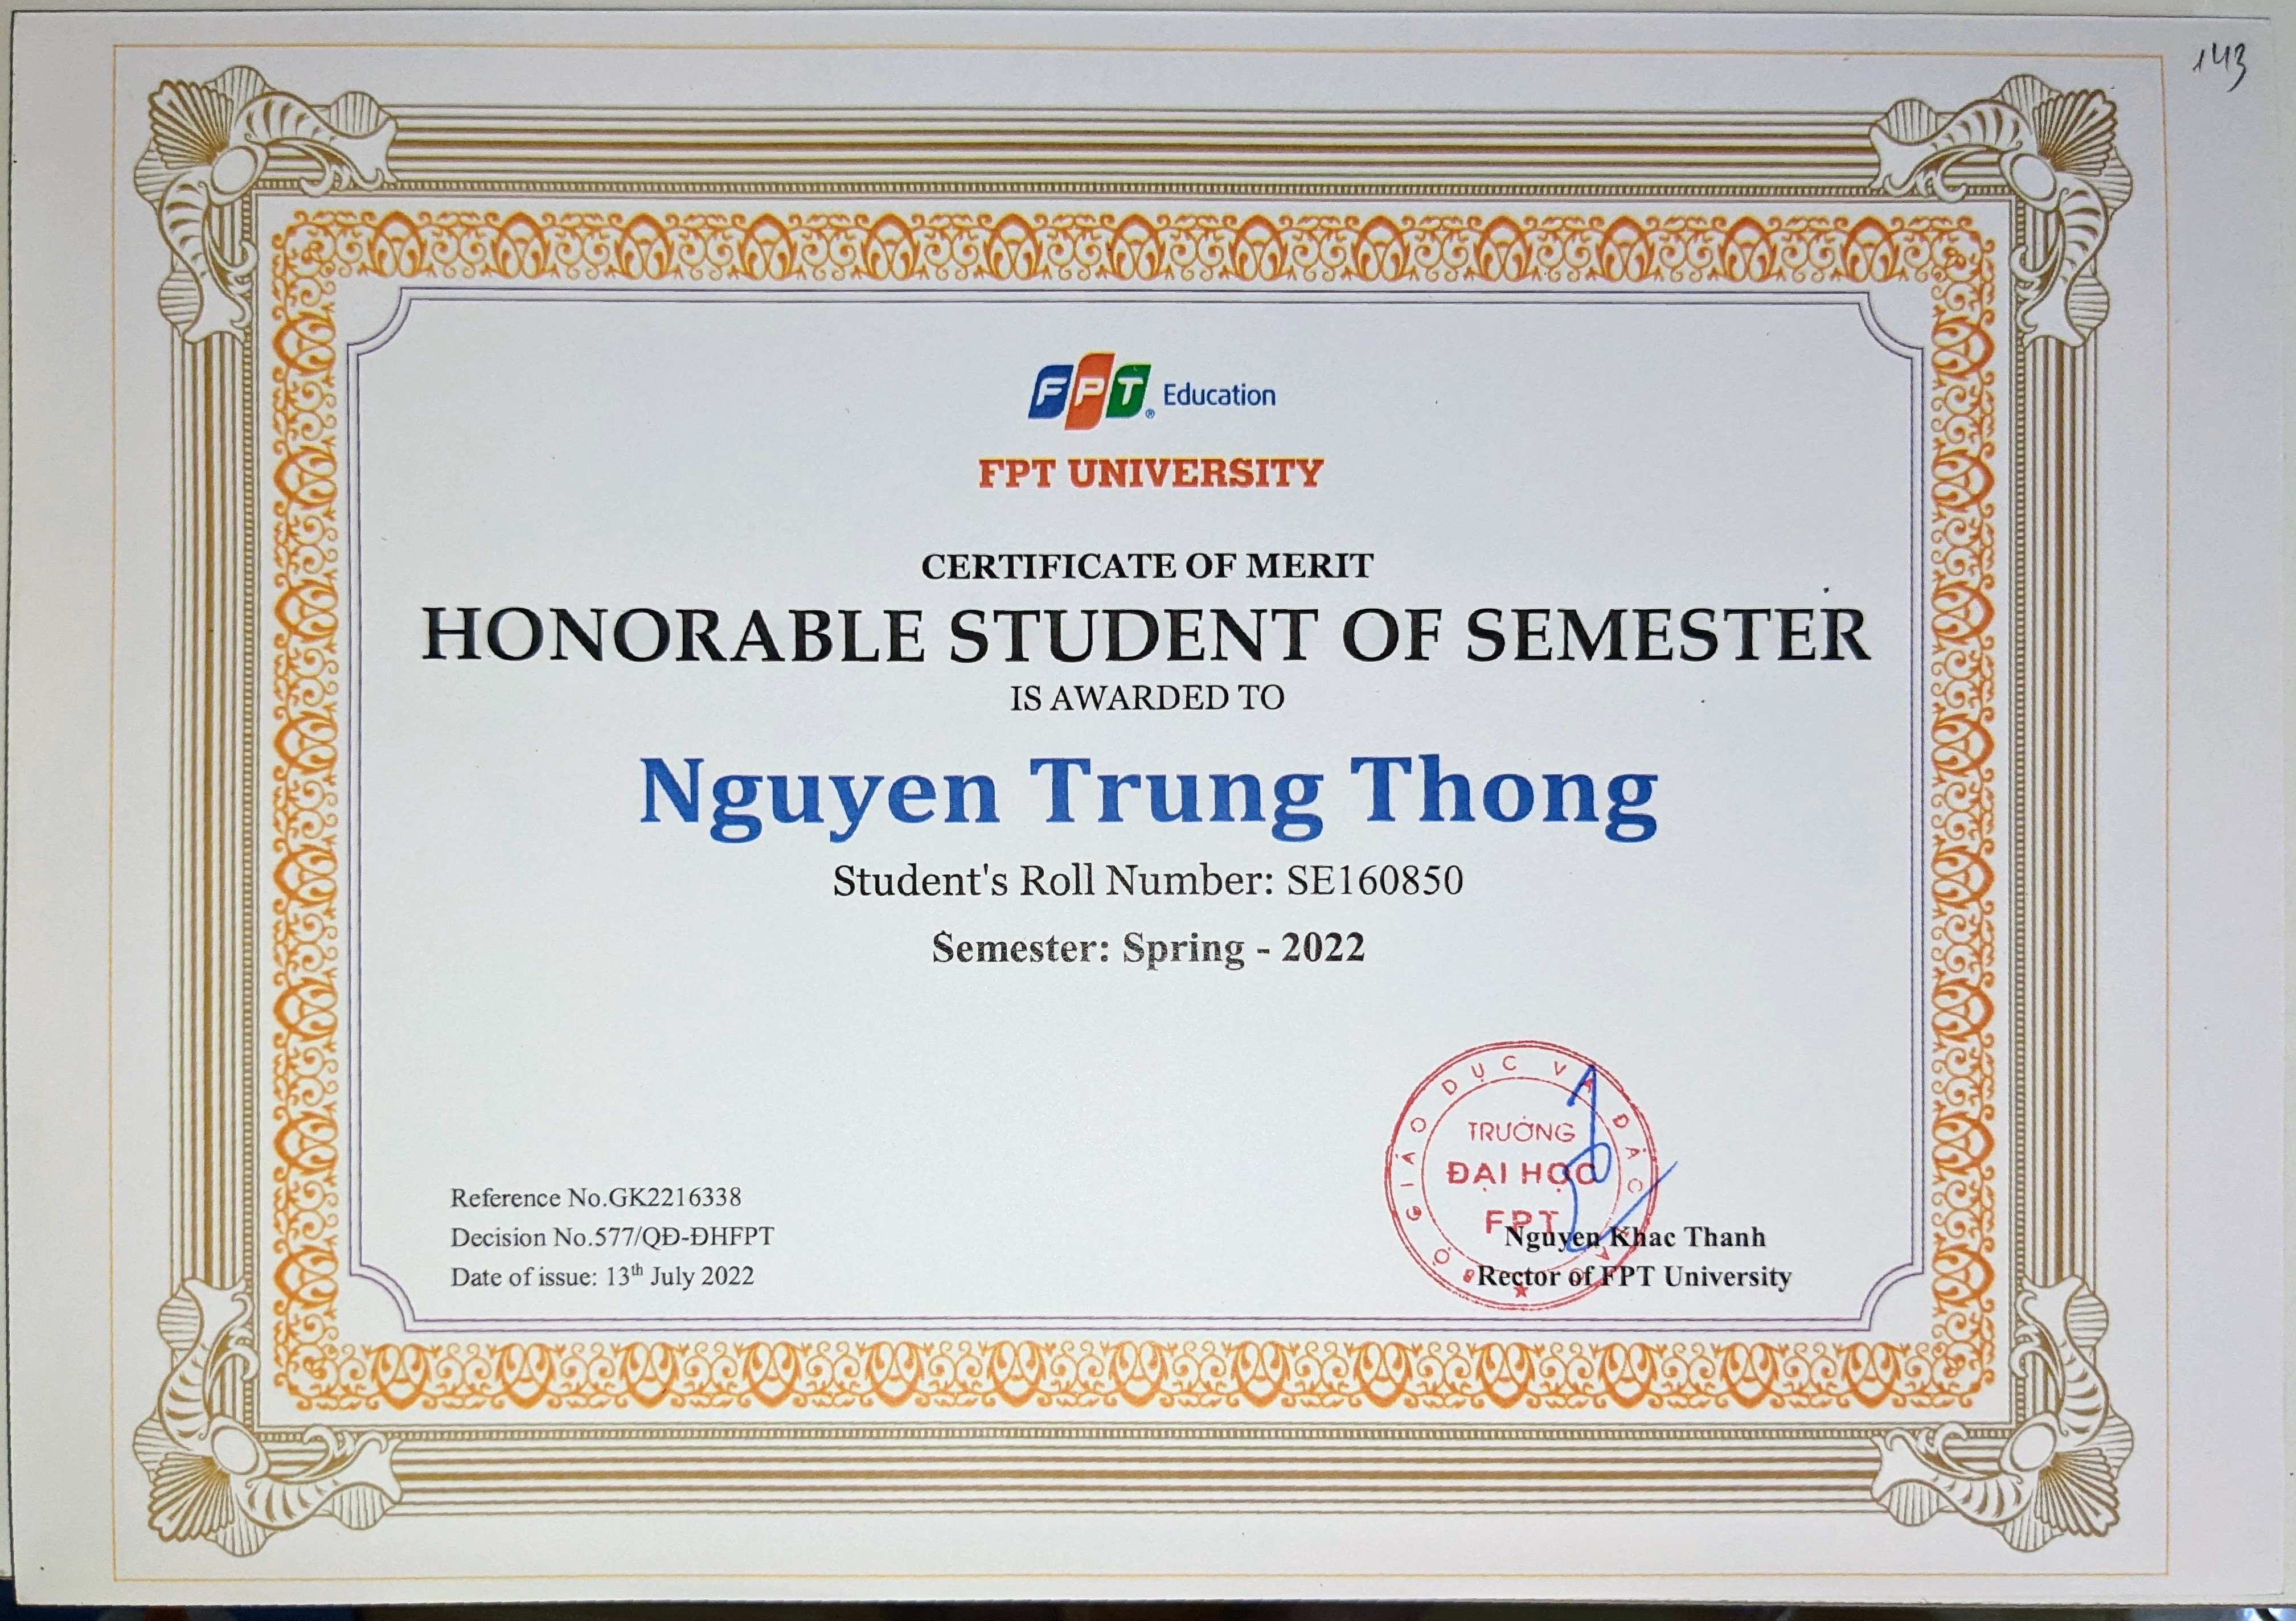 143
FPT® Education
FPT UNIVERSITY
CERTIFICATE OF MERIT
HONORABLE STUDENT OF SEMESTER
IS AWARDED TO
Nguyen Trung Thong
Student's Roll Number: SE160850
Semester: Spring - 2022
BỘ GIÁO DỤC VÀ ĐÀO TẠO
TRƯỜNG
ĐẠI HỌC
FPT
Reference No.GK2216338
Decision No.577/QĐ-ĐHFPT
Date of issue: 13th July 2022
Nguyen Khac Thanh
Rector of FPT University